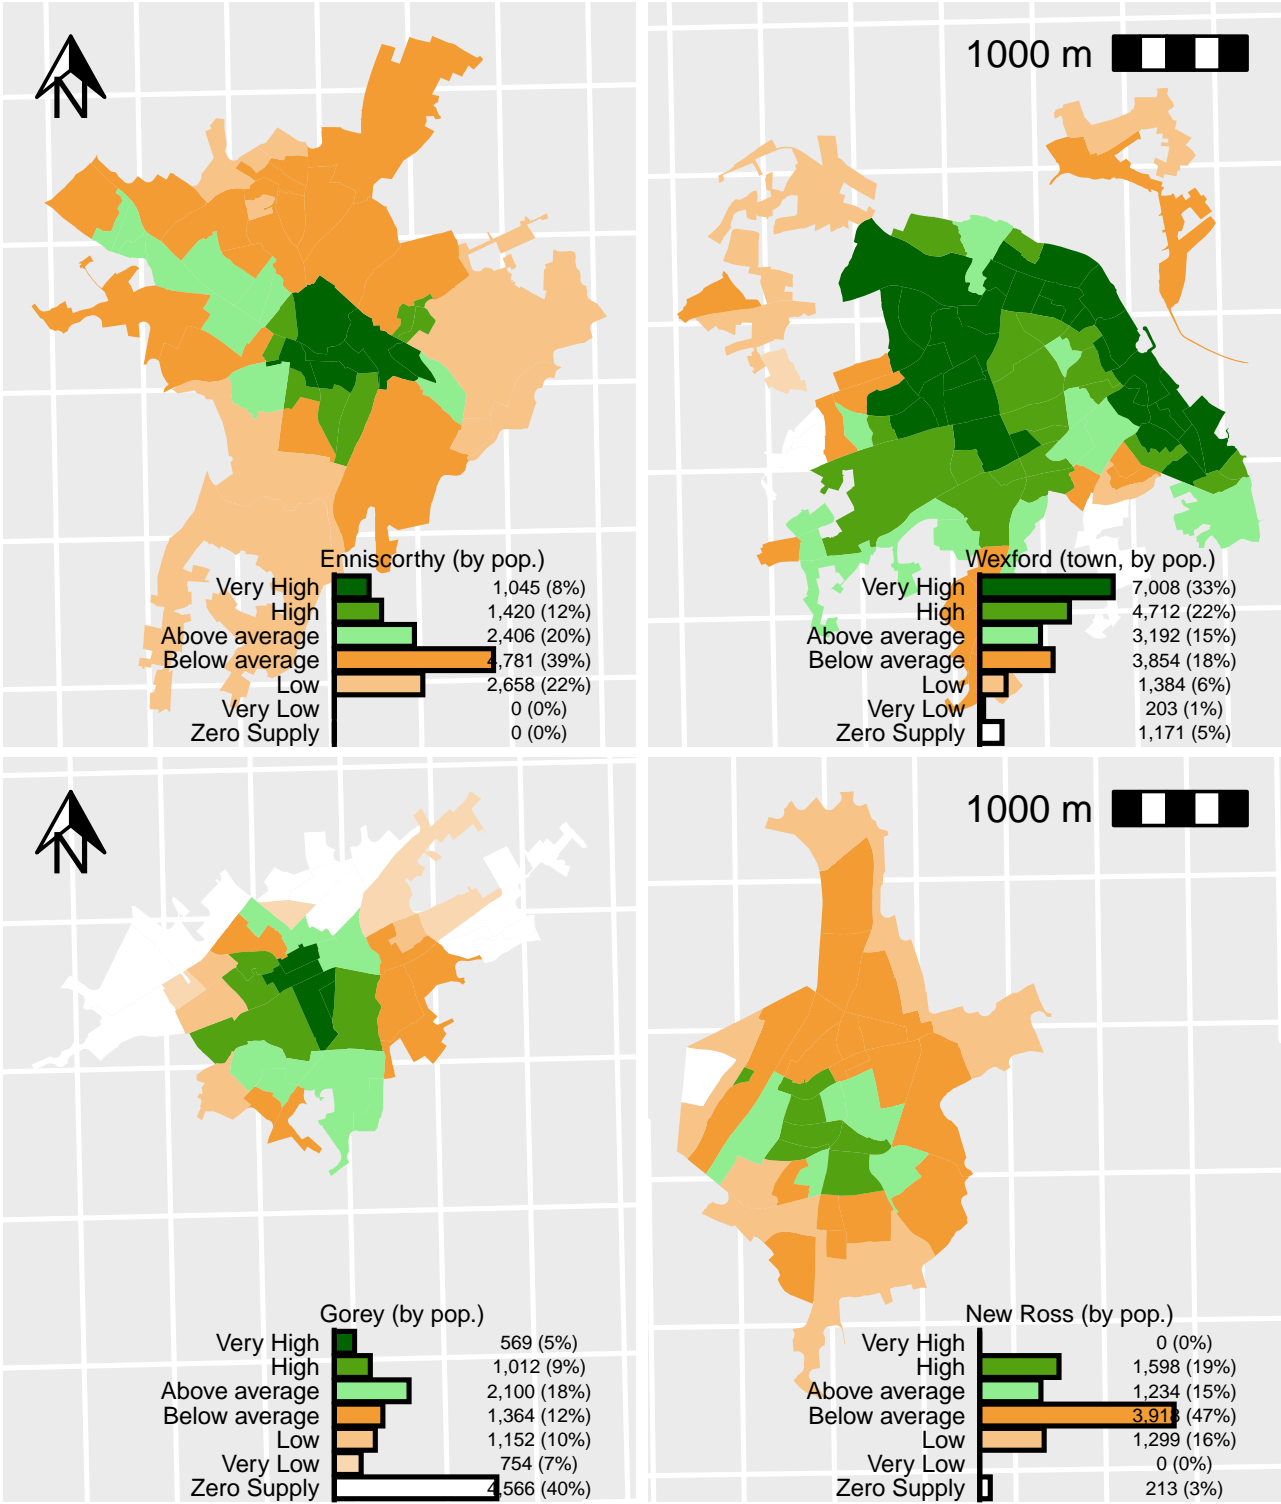 N
1000 m
Enniscorthy (by pop.)
Very High 1,045 (8%)
High 1,420 (12%)
Above average 2,406 (20%)
Below average 4,781 (39%)
Low 2,658 (22%)
Very Low 0 (0%)
Zero Supply 0 (0%)
Wexford (town, by pop.)
Very High 7,008 (33%)
High 4,712 (22%)
Above average 3,192 (15%)
Below average 3,854 (18%)
Low 1,384 (6%)
Very Low 203 (1%)
Zero Supply 1,171 (5%)
N
1000 m
Gorey (by pop.)
Very High 569 (5%)
High 1,012 (9%)
Above average 2,100 (18%)
Below average 1,364 (12%)
Low 1,152 (10%)
Very Low 754 (7%)
Zero Supply 4,566 (40%)
New Ross (by pop.)
Very High 0 (0%)
High 1,598 (19%)
Above average 1,234 (15%)
Below average 3,918 (47%)
Low 1,299 (16%)
Very Low 0 (0%)
Zero Supply 213 (3%)